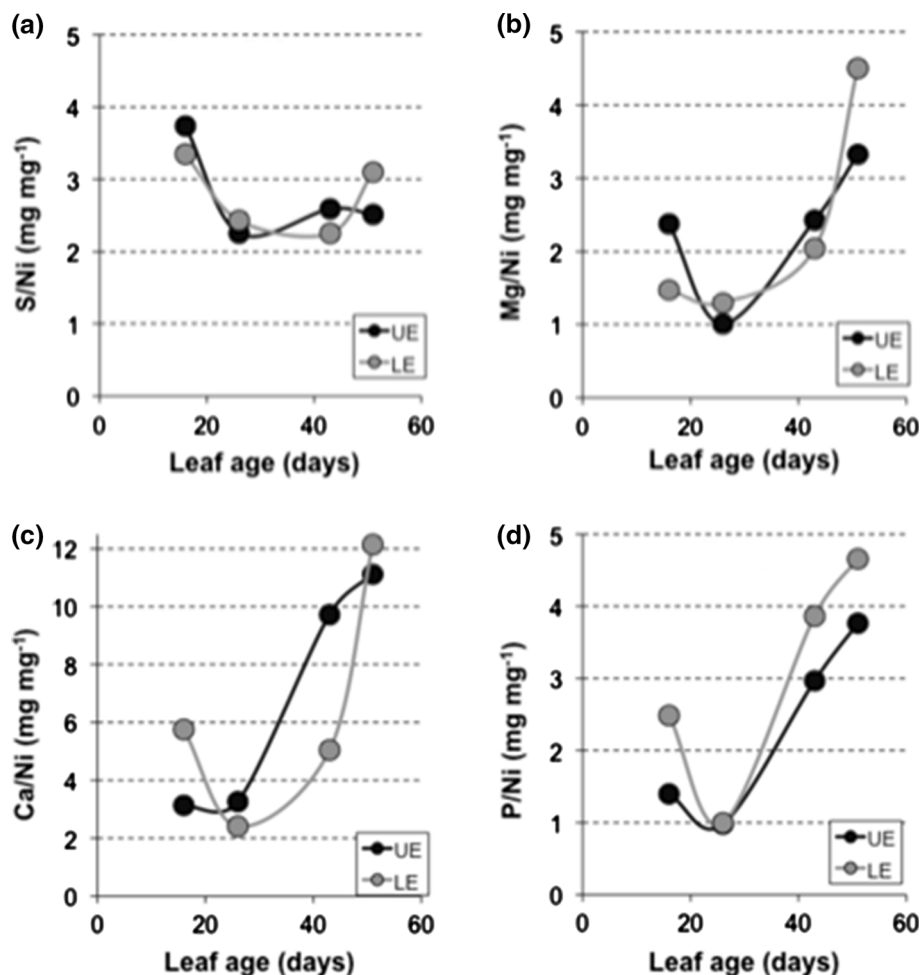 (a)
5
4
3
2
1
0
S/Ni (mg mg⁻¹)
UE
LE
0 20 40 60
Leaf age (days)
(b)
5
4
3
2
1
0
Mg/Ni (mg mg⁻¹)
UE
LE
0 20 40 60
Leaf age (days)
(c)
12
10
8
6
4
2
0
Ca/Ni (mg mg⁻¹)
UE
LE
0 20 40 60
Leaf age (days)
(d)
5
4
3
2
1
0
P/Ni (mg mg⁻¹)
UE
LE
0 20 40 60
Leaf age (days)